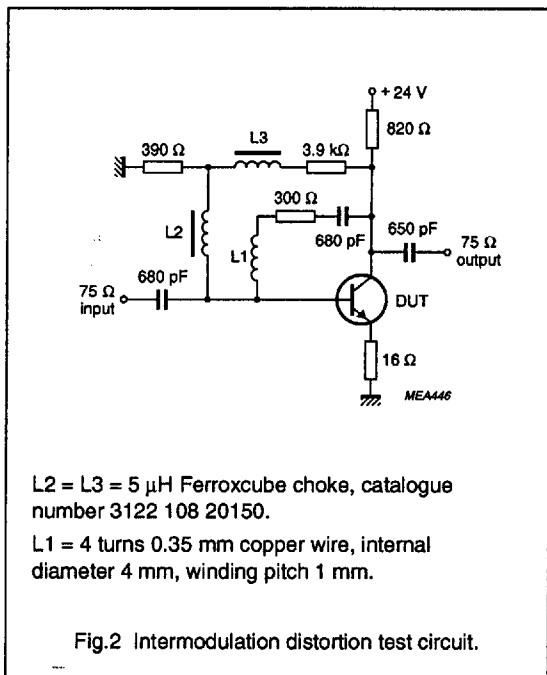 + 24 V
820 Ω
L3
390 Ω
3.9 kΩ
300 Ω
L2
680 pF
650 pF
L1
75 Ω
output
680 pF
75 Ω
input
DUT
16 Ω
MEA446
L2 = L3 = 5 μH Ferroxcube choke, catalogue
number 3122 108 20150.
L1 = 4 turns 0.35 mm copper wire, internal
diameter 4 mm, winding pitch 1 mm.
Fig.2 Intermodulation distortion test circuit.